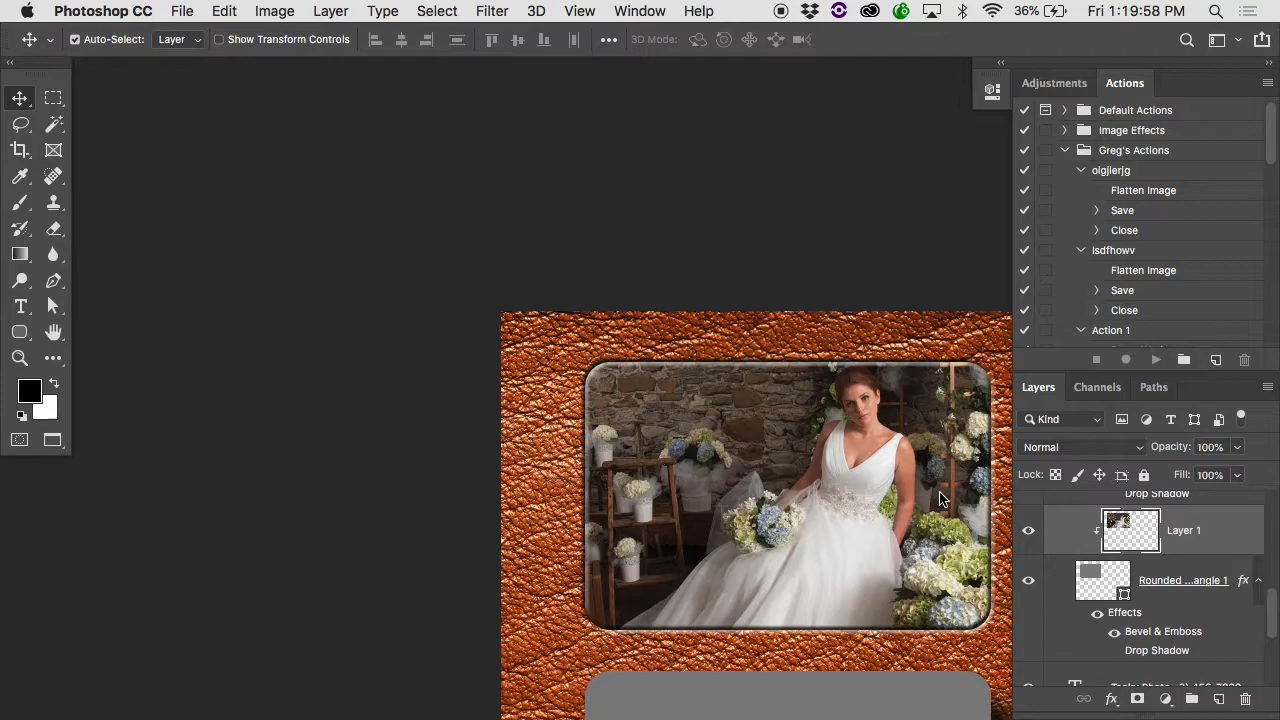 Photoshop CC File Edit Image Layer Type Select Filter 3D View Window Help 36% Fri 1:19:58 PM
Auto-Select: Layer Show Transform Controls 3D Mode:
Adjustments Actions
Default Actions
Image Effects
Greg's Actions
olgjlerjg
Flatten Image
Save
Close
lsdfhowv
Flatten Image
Save
Close
Action 1
Layers Channels Paths
Kind
Normal Opacity: 100%
Lock: Fill: 100%
Drop Shadow
Layer 1
Rounded ...angle 1 fx
Effects
Bevel & Emboss
Drop Shadow
fx